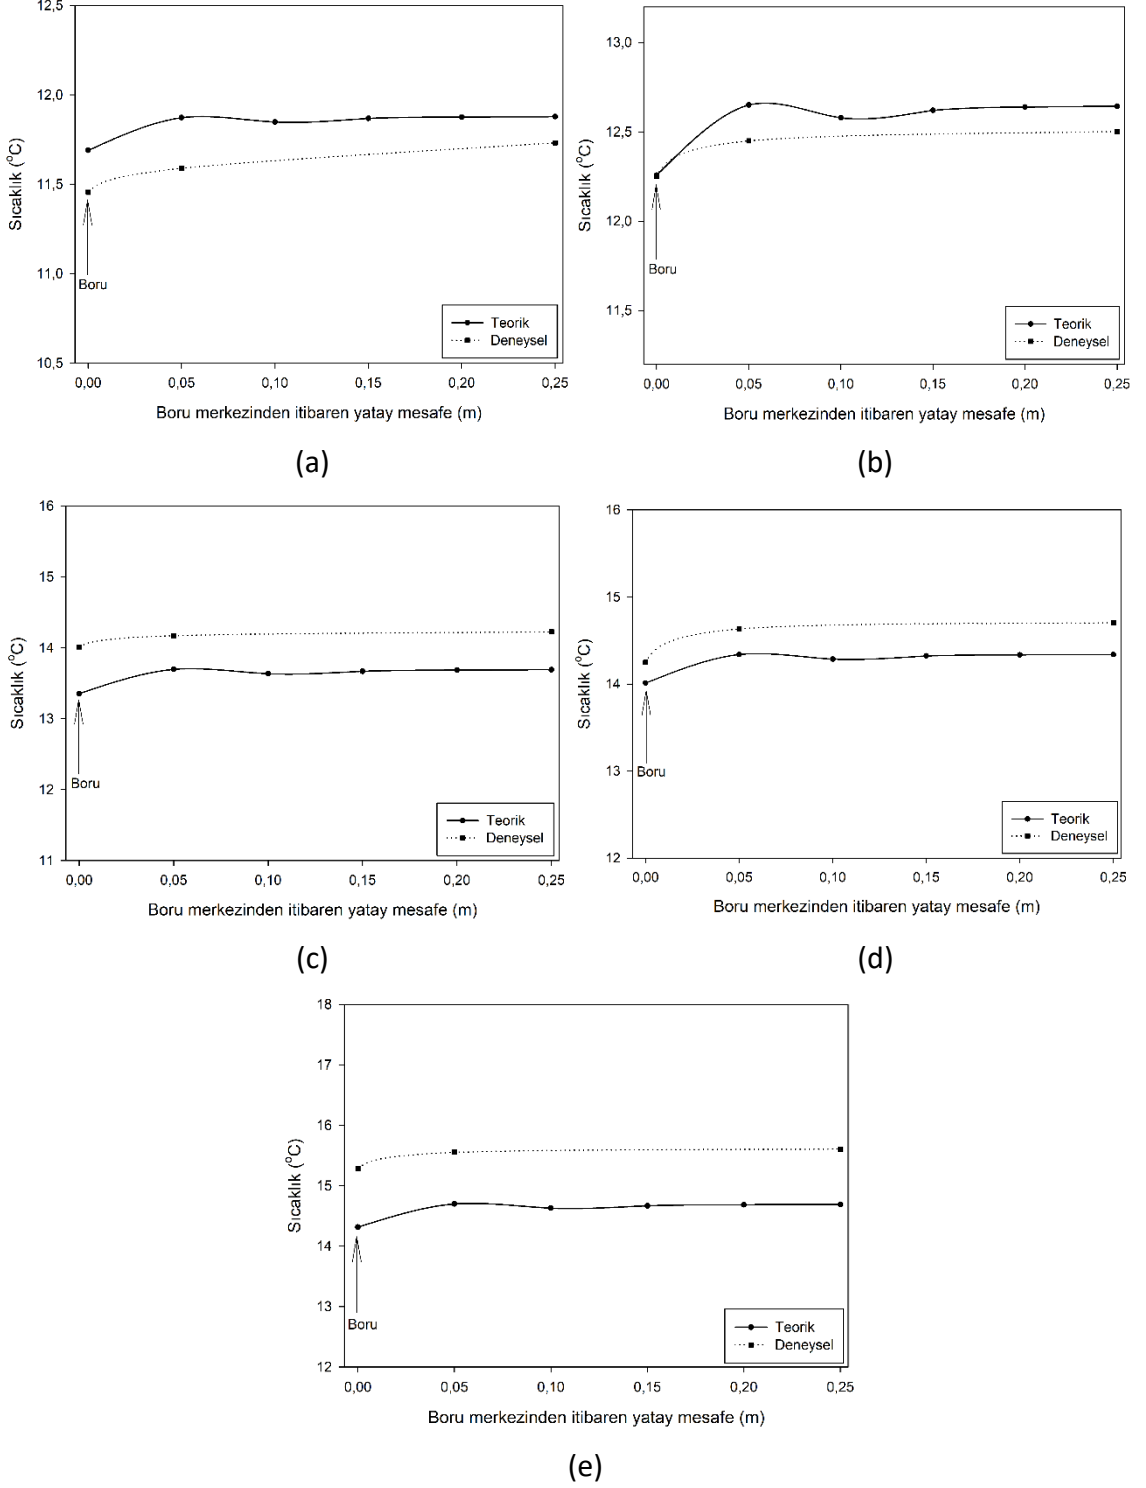 12,5
12,0
11,5
11,0
10,5
Sıcaklık (°C)
Boru
Teorik
Deneysel
0,00 0,05 0,10 0,15 0,20 0,25
Boru merkezinden itibaren yatay mesafe (m)
(a)
13,0
12,5
12,0
11,5
Sıcaklık (°C)
Boru
Teorik
Deneysel
0,00 0,05 0,10 0,15 0,20 0,25
Boru merkezinden itibaren yatay mesafe (m)
(b)
16
15
14
13
12
11
Sıcaklık (°C)
Boru
Teorik
Deneysel
0,00 0,05 0,10 0,15 0,20 0,25
Boru merkezinden itibaren yatay mesafe (m)
(c)
16
15
14
13
12
Sıcaklık (°C)
Boru
Teorik
Deneysel
0,00 0,05 0,10 0,15 0,20 0,25
Boru merkezinden itibaren yatay mesafe (m)
(d)
18
17
16
15
14
13
12
Sıcaklık (°C)
Boru
Teorik
Deneysel
0,00 0,05 0,10 0,15 0,20 0,25
Boru merkezinden itibaren yatay mesafe (m)
(e)